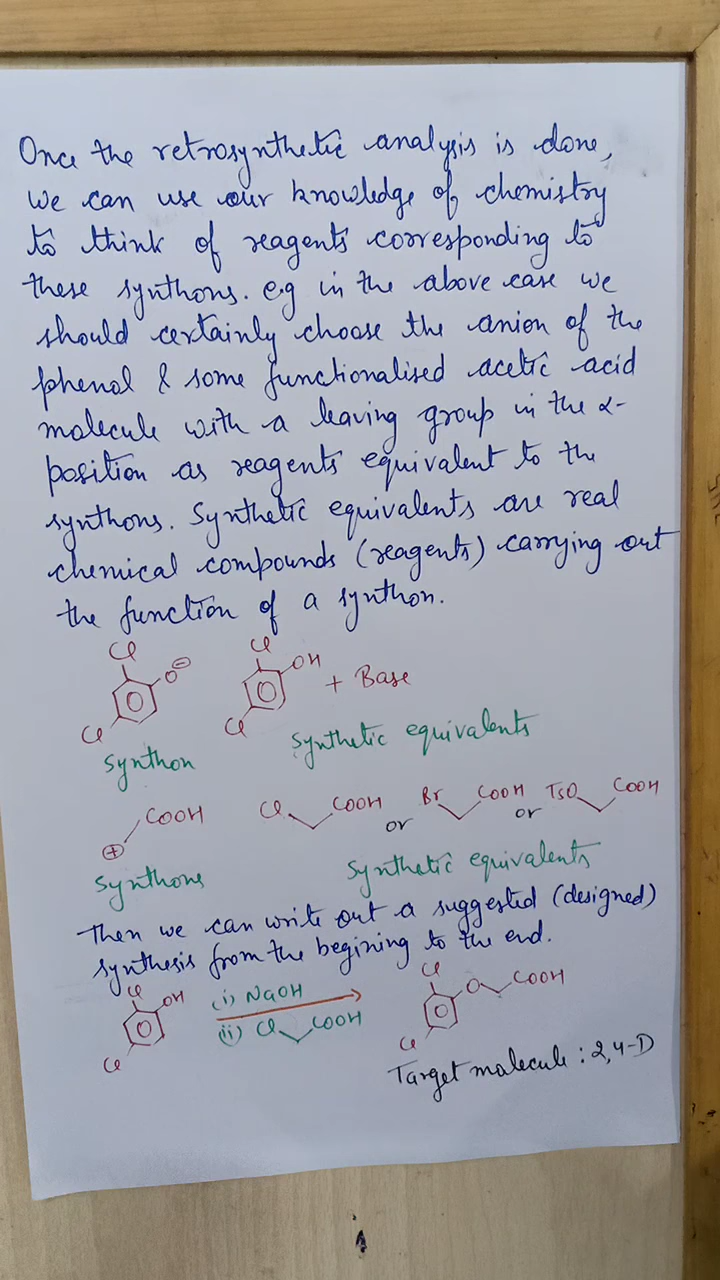 Once the retrosynthetic analysis is done,
we can use our knowledge of chemistry
to think of reagents corresponding to
these synthons. eg in the above case we
should certainly choose the anion of the
phenol & some functionalised acetic acid
molecule with a leaving group in the α-
position as reagents equivalent to the
synthons. Synthetic equivalents are real
chemical compounds (reagents) carrying out
the function of a synthon.
Cl Cl
O⊖ OH + Base
Cl Cl
Synthon Synthetic equivalents
COOH Cl COOH or Br COOH or TsO COOH
⊕
Synthons Synthetic equivalents
Then we can write out a suggested (designed)
synthesis from the begining to the end.
Cl OH (i) NaOH Cl O COOH
Cl (ii) Cl COOH Cl
Target molecule : 2,4-D